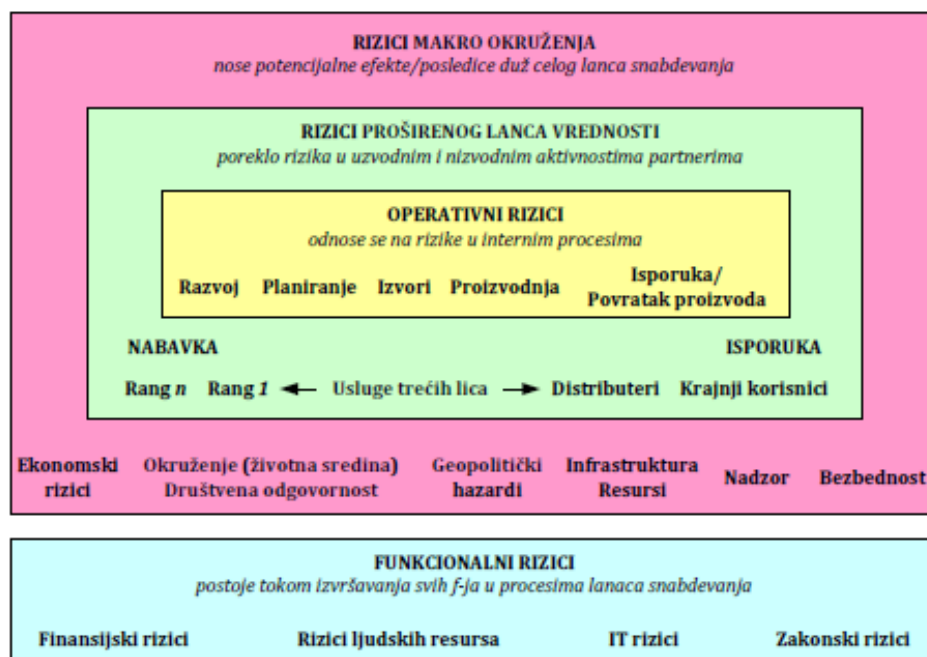 RIZICI MAKRO OKRUŽENJA
nose potencijalne efekte/posledice duž celog lanca snabdevanja
RIZICI PROŠIRENOG LANCA VREDNOSTI
poreklo rizika u uzvodnim i nizvodnim aktivnostima partnerima
OPERATIVNI RIZICI
odnose se na rizike u internim procesima
Razvoj Planiranje Izvori Proizvodnja Isporuka/
Povratak proizvoda
NABAVKA ISPORUKA
Rang n Rang 1 Usluge trećih lica Distributeri Krajnji korisnici
Ekonomski Okruženje (životna sredina) Geopolitički Infrastruktura Nadzor Bezbednost
rizici Društvena odgovornost hazardi Resursi
FUNKCIONALNI RIZICI
postoje tokom izvršavanja svih f-ja u procesima lanaca snabdevanja
Finansijski rizici Rizici ljudskih resursa IT rizici Zakonski rizici